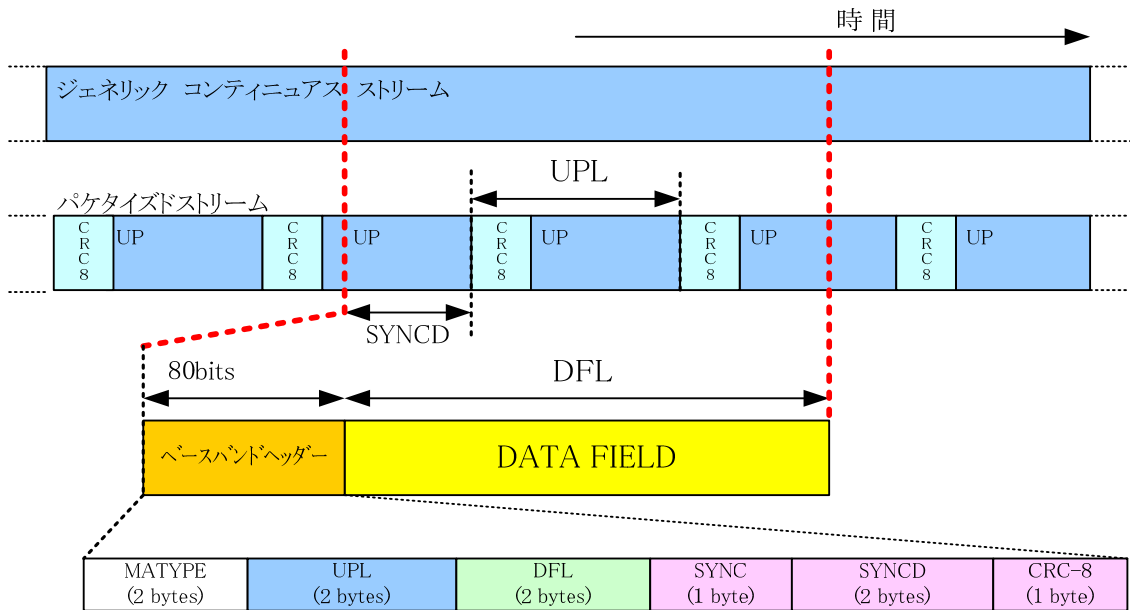 時 間
ジェネリック コンティニュアス ストリーム
UPL
パケタイズドストリーム
CRC8
UP
CRC8
UP
CRC8
UP
CRC8
UP
CRC8
UP
SYNCD
80bits
DFL
ベースバンドヘッダー
DATA FIELD
MATYPE
(2 bytes)
UPL
(2 bytes)
DFL
(2 bytes)
SYNC
(1 byte)
SYNCD
(2 bytes)
CRC-8
(1 byte)